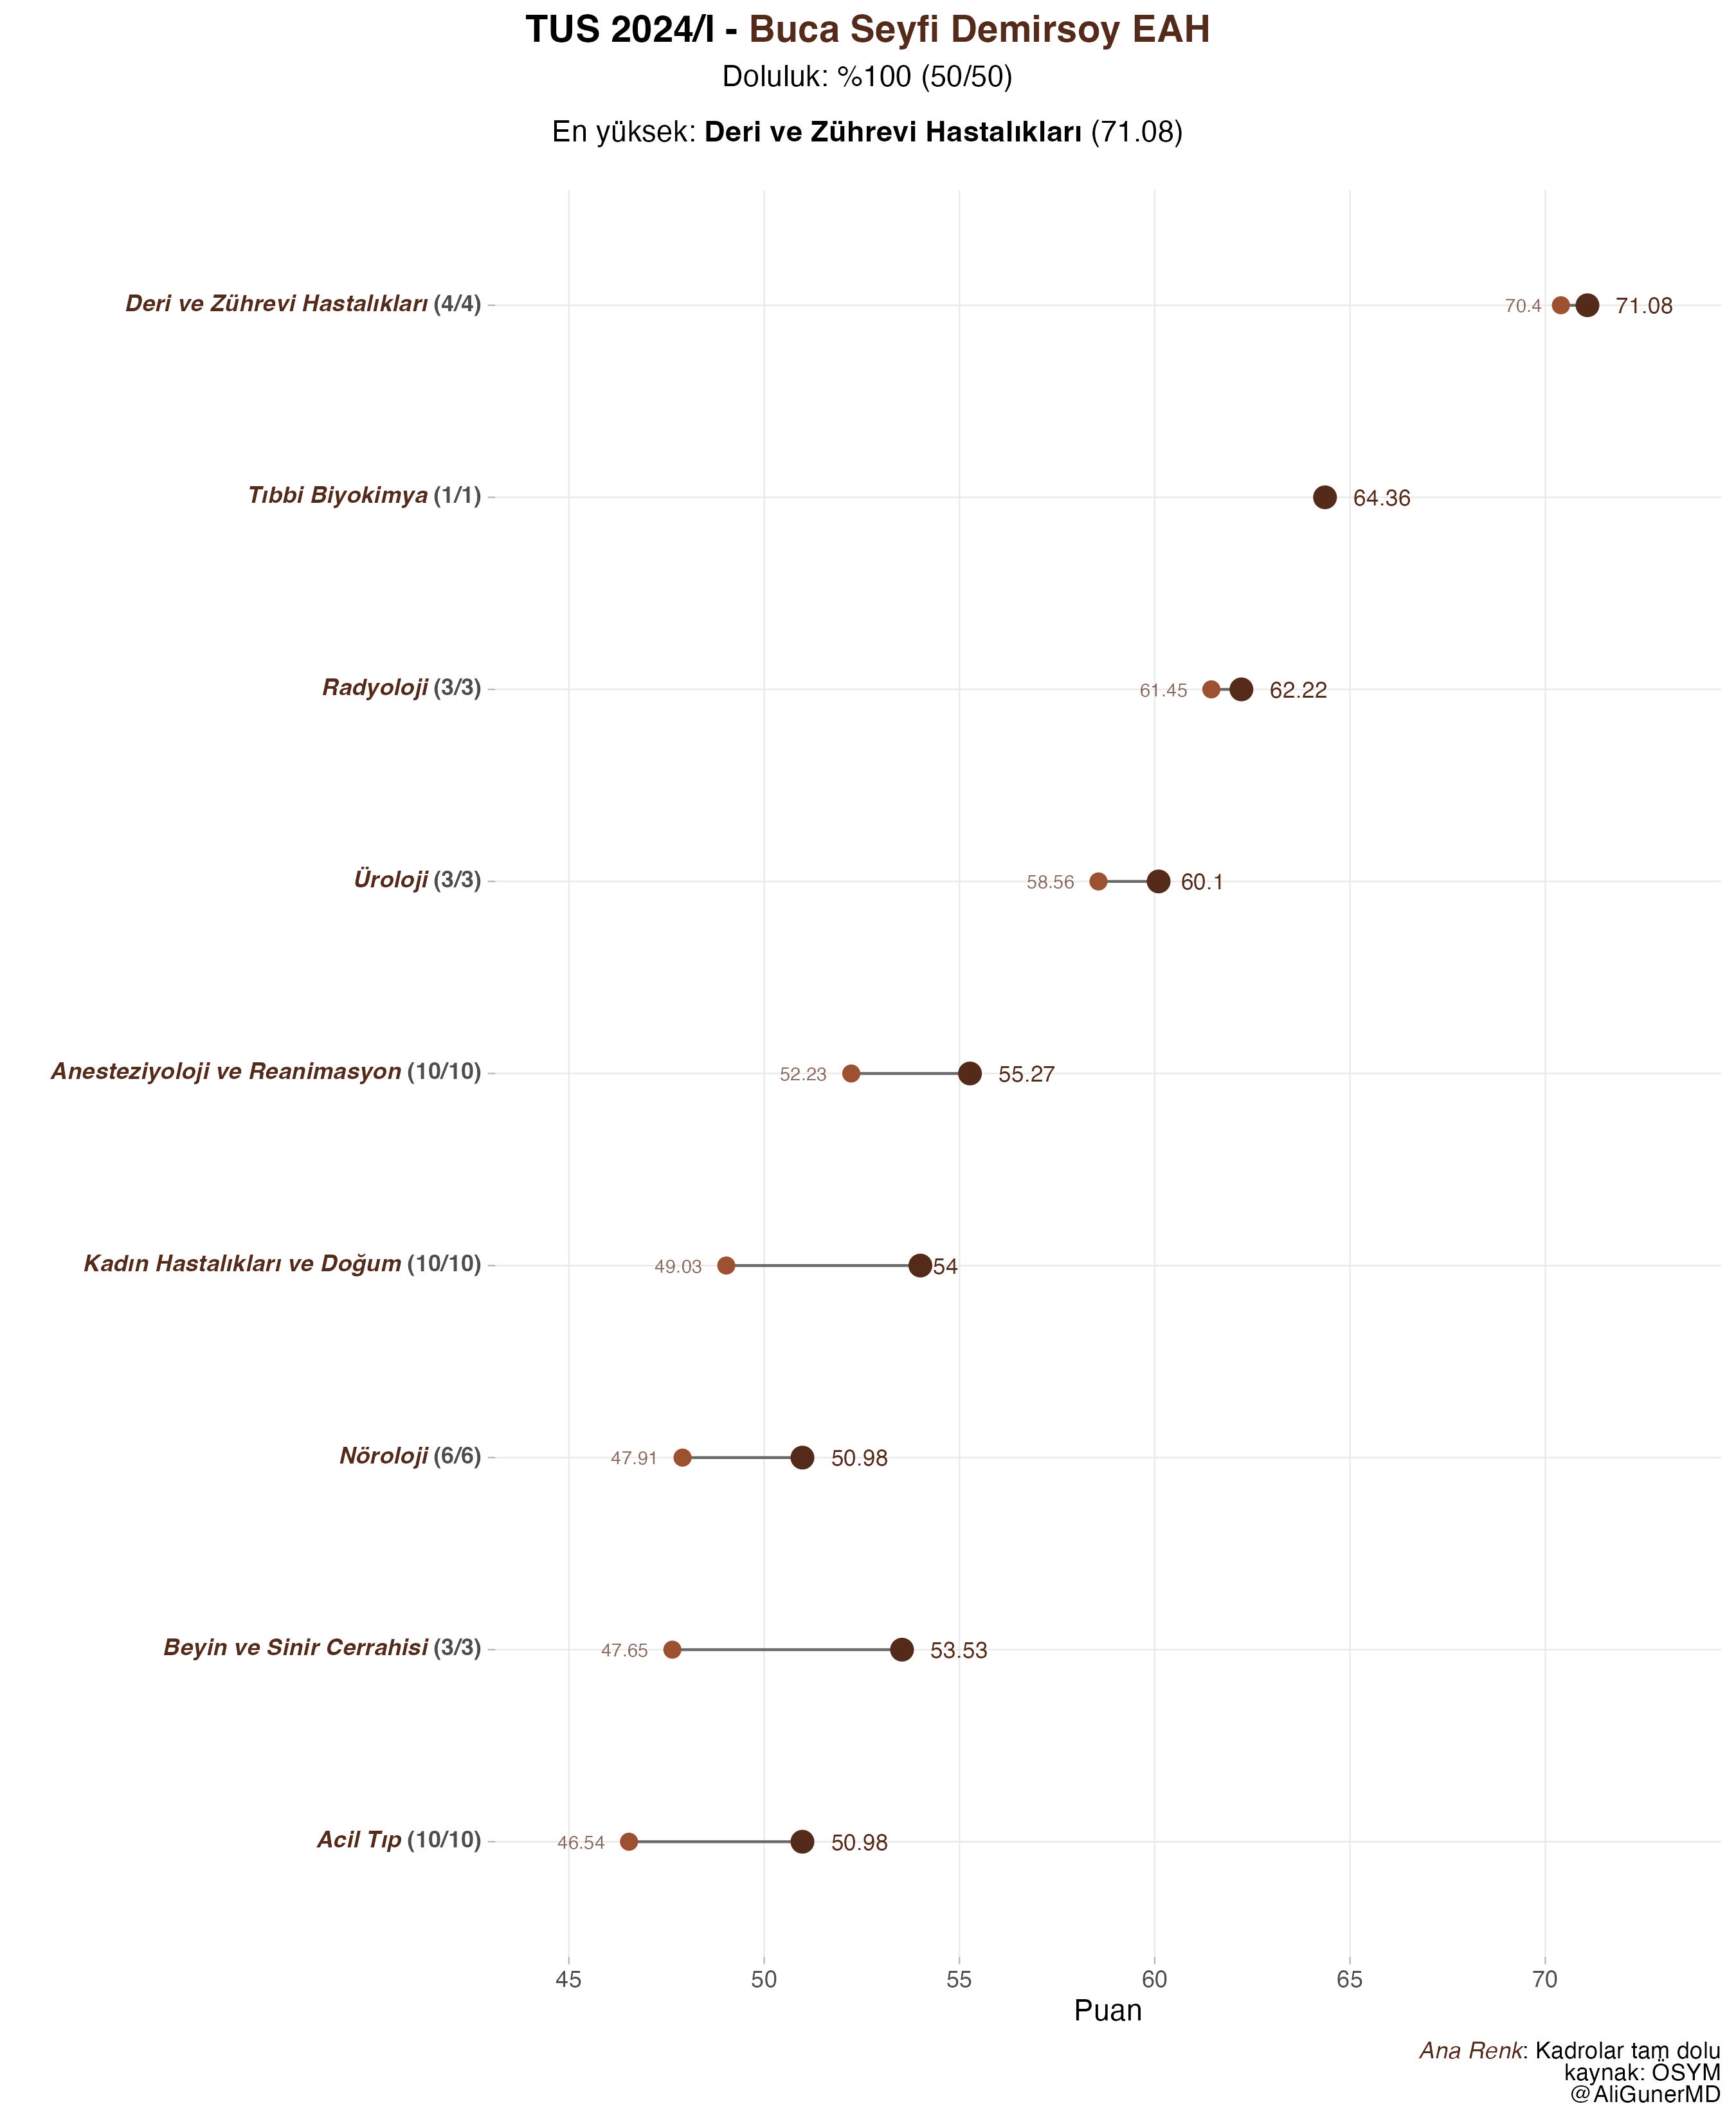 TUS 2024/I - Buca Seyfi Demirsoy EAH
Doluluk: %100 (50/50)
En yüksek: Deri ve Zührevi Hastalıkları (71.08)
Deri ve Zührevi Hastalıkları (4/4) 70.4 71.08
Tıbbi Biyokimya (1/1) 64.36
Radyoloji (3/3) 61.45 62.22
Üroloji (3/3) 58.56 60.1
Anesteziyoloji ve Reanimasyon (10/10) 52.23 55.27
Kadın Hastalıkları ve Doğum (10/10) 49.03 54
Nöroloji (6/6) 47.91 50.98
Beyin ve Sinir Cerrahisi (3/3) 47.65 53.53
Acil Tıp (10/10) 46.54 50.98
45 50 55 60 65 70
Puan
Ana Renk: Kadrolar tam dolu
kaynak: ÖSYM
@AliGunerMD